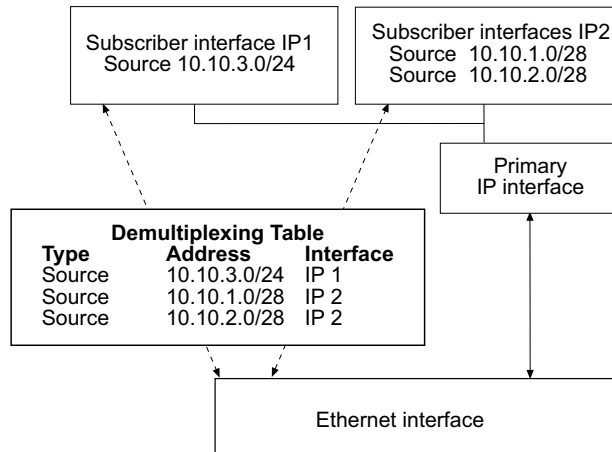 Subscriber interface IP1
Source 10.10.3.0/24
Subscriber interfaces IP2
Source 10.10.1.0/28
Source 10.10.2.0/28
Primary
IP interface
Demultiplexing Table
Type Address Interface
Source 10.10.3.0/24 IP 1
Source 10.10.1.0/28 IP 2
Source 10.10.2.0/28 IP 2
Ethernet interface